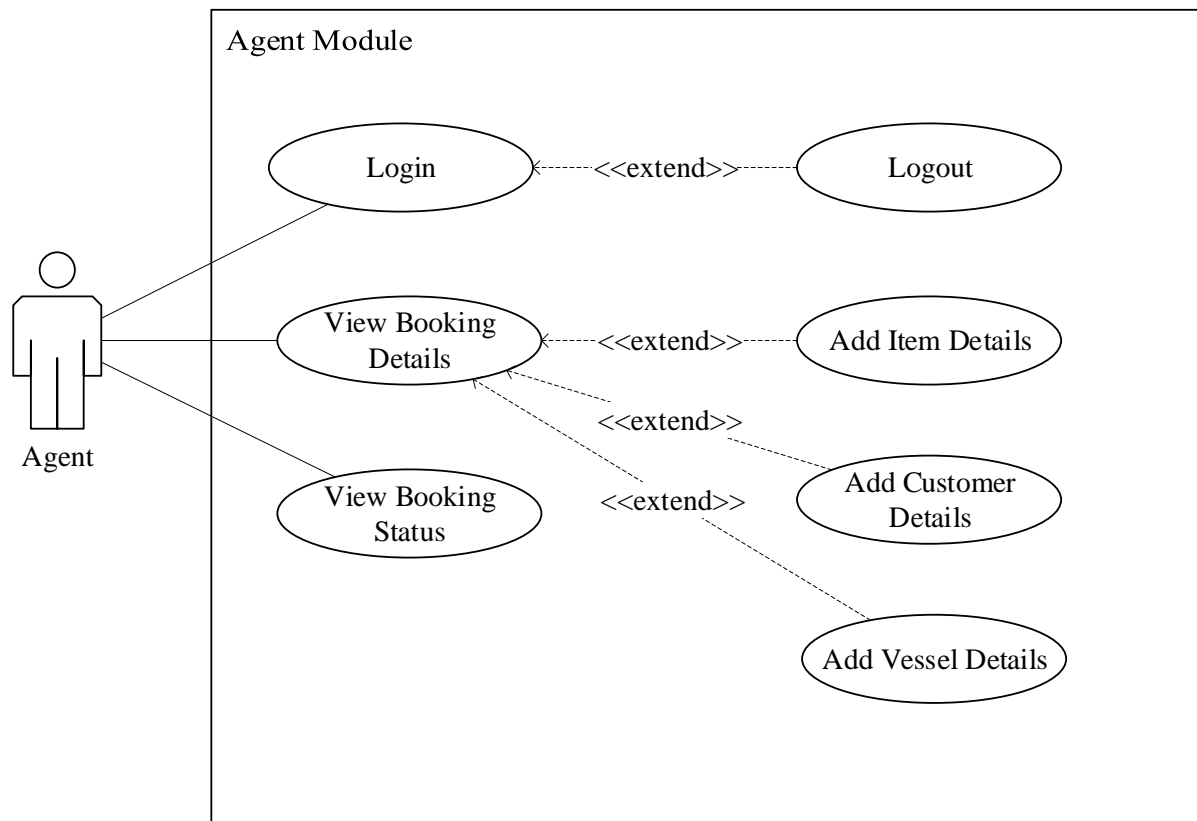 Agent Module
Login
<<extend>>
Logout
View Booking
Details
<<extend>>
Add Item Details
<<extend>>
Add Customer
Details
Agent
View Booking
Status
<<extend>>
Add Vessel Details